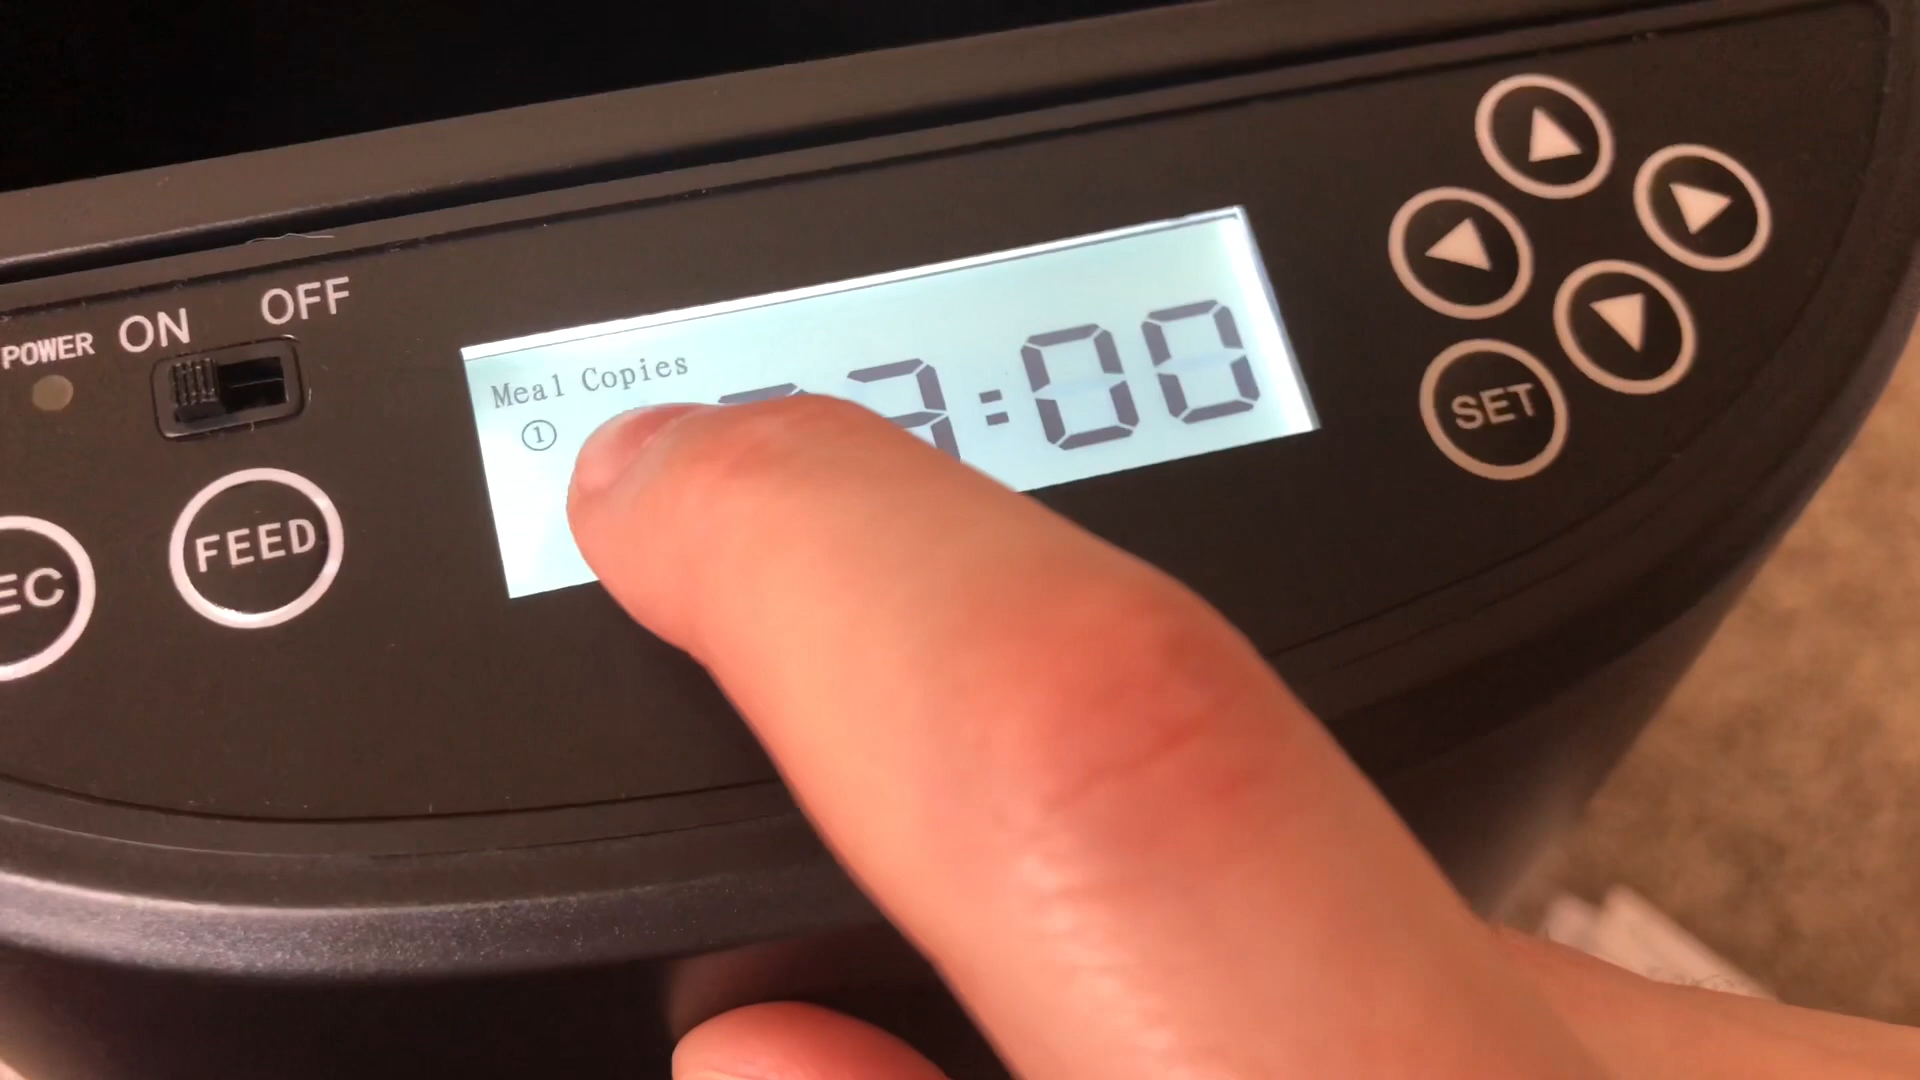 POWER ON OFF
Meal Copies
①
:00
EC
FEED
SET